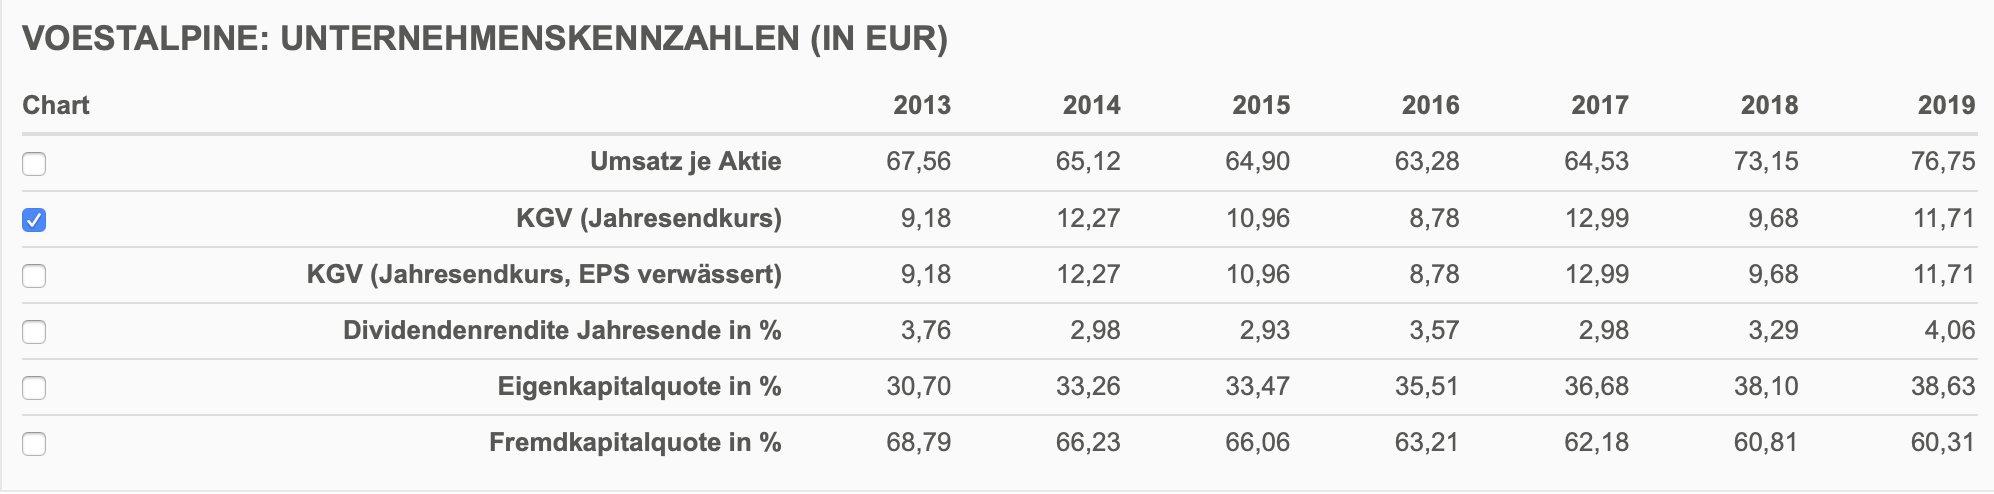 VOESTALPINE: UNTERNEHMENSKENNZAHLEN (IN EUR)
Chart 2013 2014 2015 2016 2017 2018 2019
Umsatz je Aktie 67,56 65,12 64,90 63,28 64,53 73,15 76,75
KGV (Jahresendkurs) 9,18 12,27 10,96 8,78 12,99 9,68 11,71
KGV (Jahresendkurs, EPS verwässert) 9,18 12,27 10,96 8,78 12,99 9,68 11,71
Dividendenrendite Jahresende in % 3,76 2,98 2,93 3,57 2,98 3,29 4,06
Eigenkapitalquote in % 30,70 33,26 33,47 35,51 36,68 38,10 38,63
Fremdkapitalquote in % 68,79 66,23 66,06 63,21 62,18 60,81 60,31